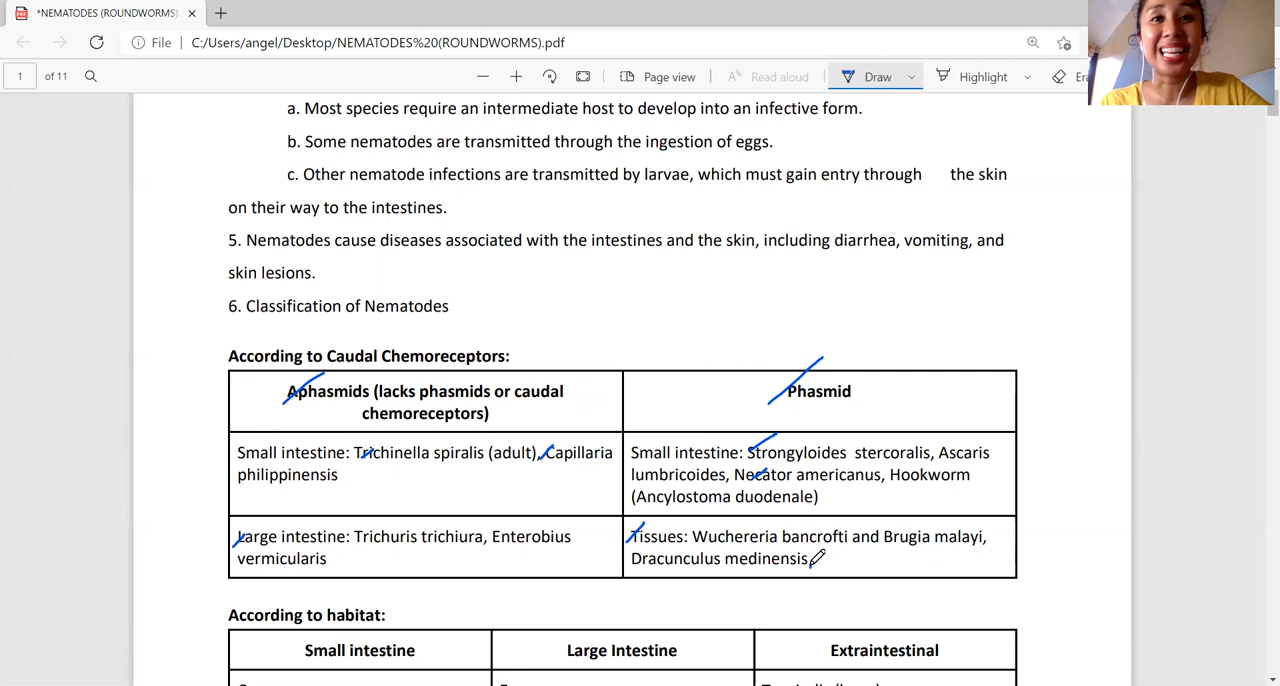 *NEMATODES (ROUNDWORMS)
File C:/Users/angel/Desktop/NEMATODES%20(ROUNDWORMS).pdf
1 of 11 Page view Read aloud Draw Highlight
a. Most species require an intermediate host to develop into an infective form.
b. Some nematodes are transmitted through the ingestion of eggs.
c. Other nematode infections are transmitted by larvae, which must gain entry through the skin
on their way to the intestines.
5. Nematodes cause diseases associated with the intestines and the skin, including diarrhea, vomiting, and
skin lesions.
6. Classification of Nematodes
According to Caudal Chemoreceptors:
Aphasmids (lacks phasmids or caudal
chemoreceptors)
Phasmid
Small intestine: Trichinella spiralis (adult), Capillaria
philippinensis
Small intestine: Strongyloides stercoralis, Ascaris
lumbricoides, Necator americanus, Hookworm
(Ancylostoma duodenale)
Large intestine: Trichuris trichiura, Enterobius
vermicularis
Tissues: Wuchereria bancrofti and Brugia malayi,
Dracunculus medinensis
According to habitat:
Small intestine
Large Intestine
Extraintestinal